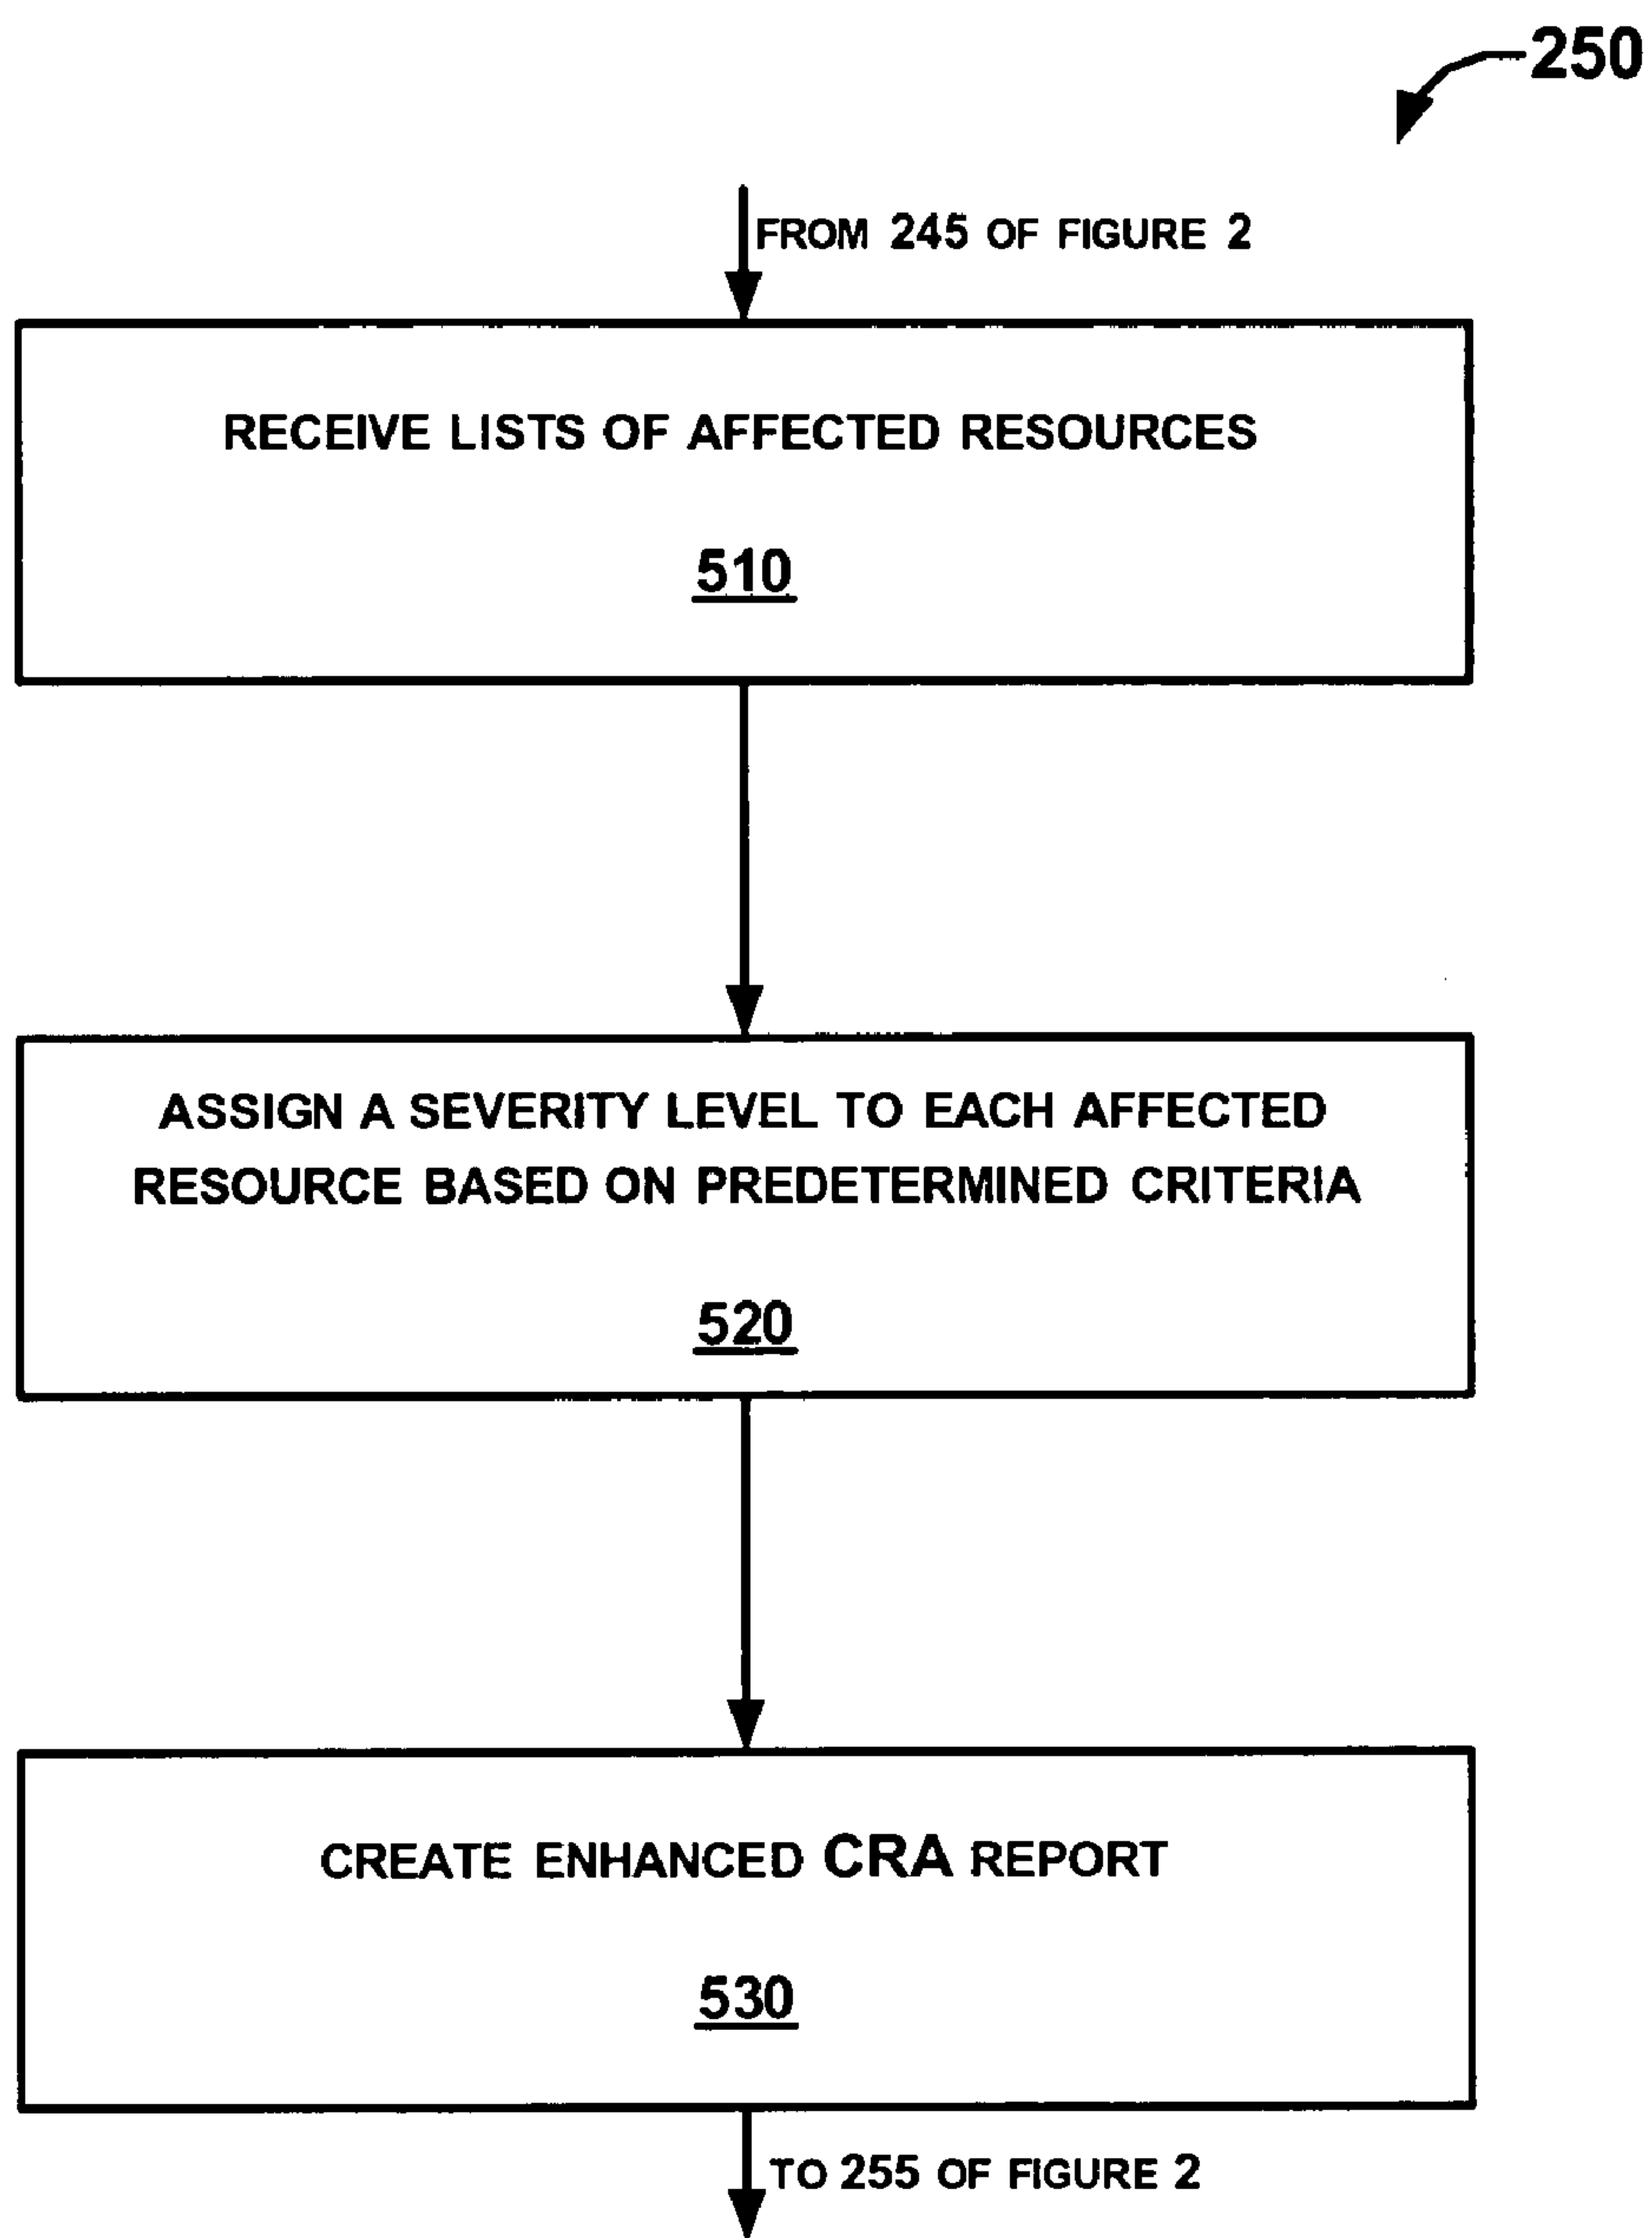 250
FROM 245 OF FIGURE 2
RECEIVE LISTS OF AFFECTED RESOURCES
510
ASSIGN A SEVERITY LEVEL TO EACH AFFECTED
RESOURCE BASED ON PREDETERMINED CRITERIA
520
CREATE ENHANCED CRA REPORT
530
TO 255 OF FIGURE 2